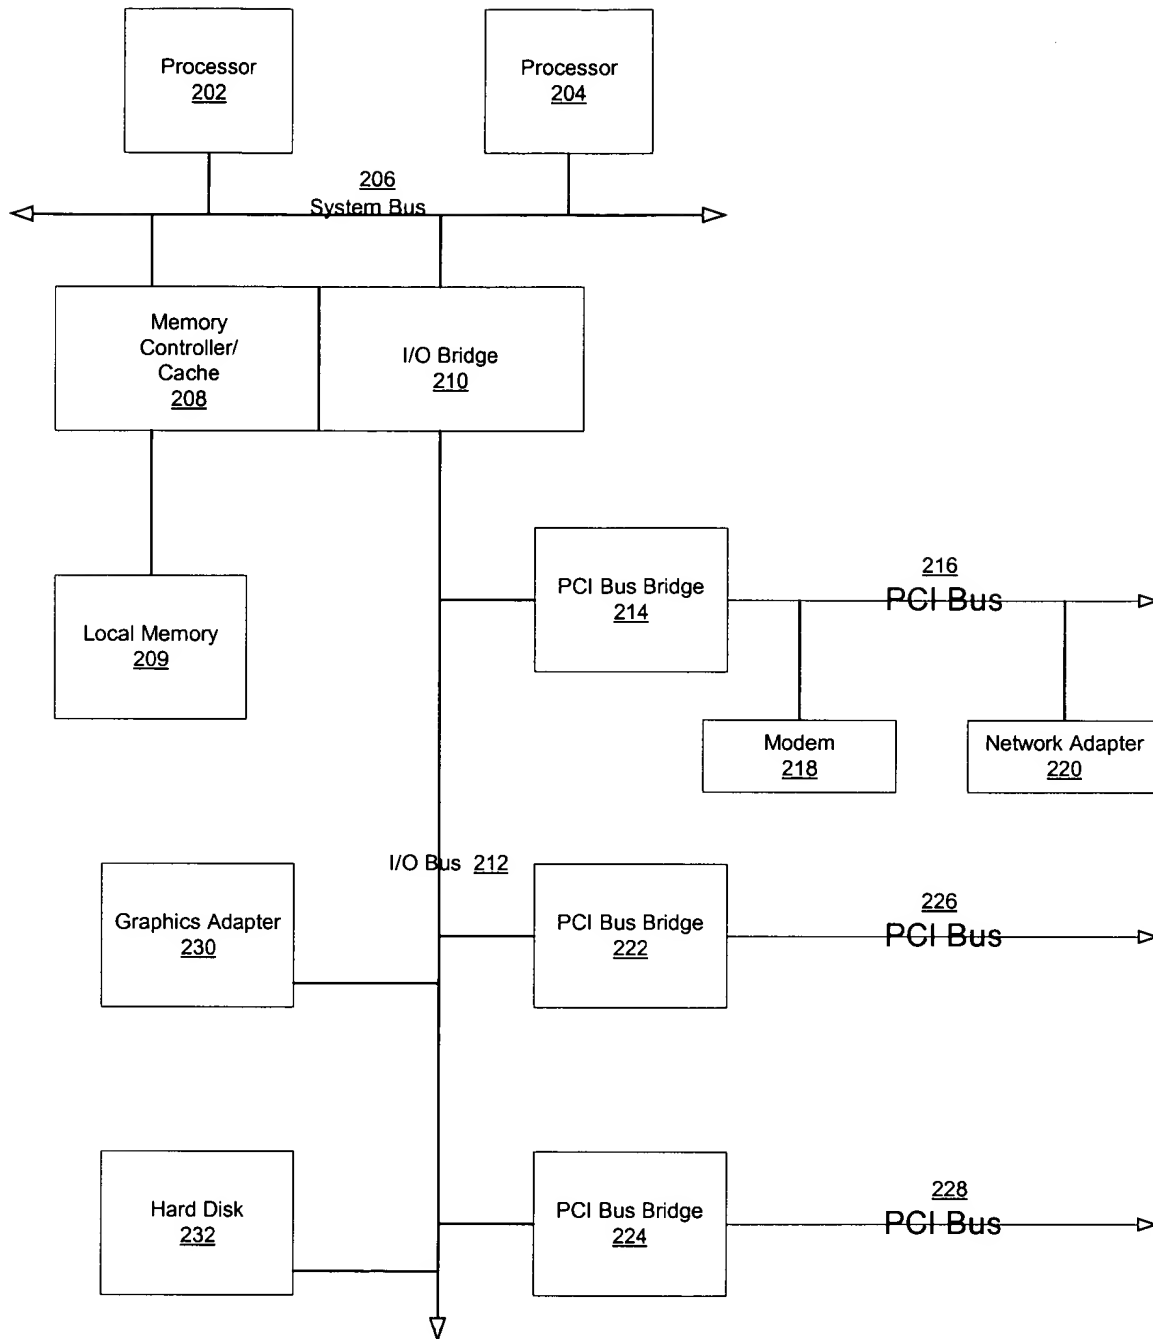 Processor
202
Processor
204
206
System Bus
Memory
Controller/
Cache
208
I/O Bridge
210
PCI Bus Bridge
214
216
PCI Bus
Local Memory
209
Modem
218
Network Adapter
220
I/O Bus 212
Graphics Adapter
230
PCI Bus Bridge
222
226
PCI Bus
Hard Disk
232
PCI Bus Bridge
224
228
PCI Bus